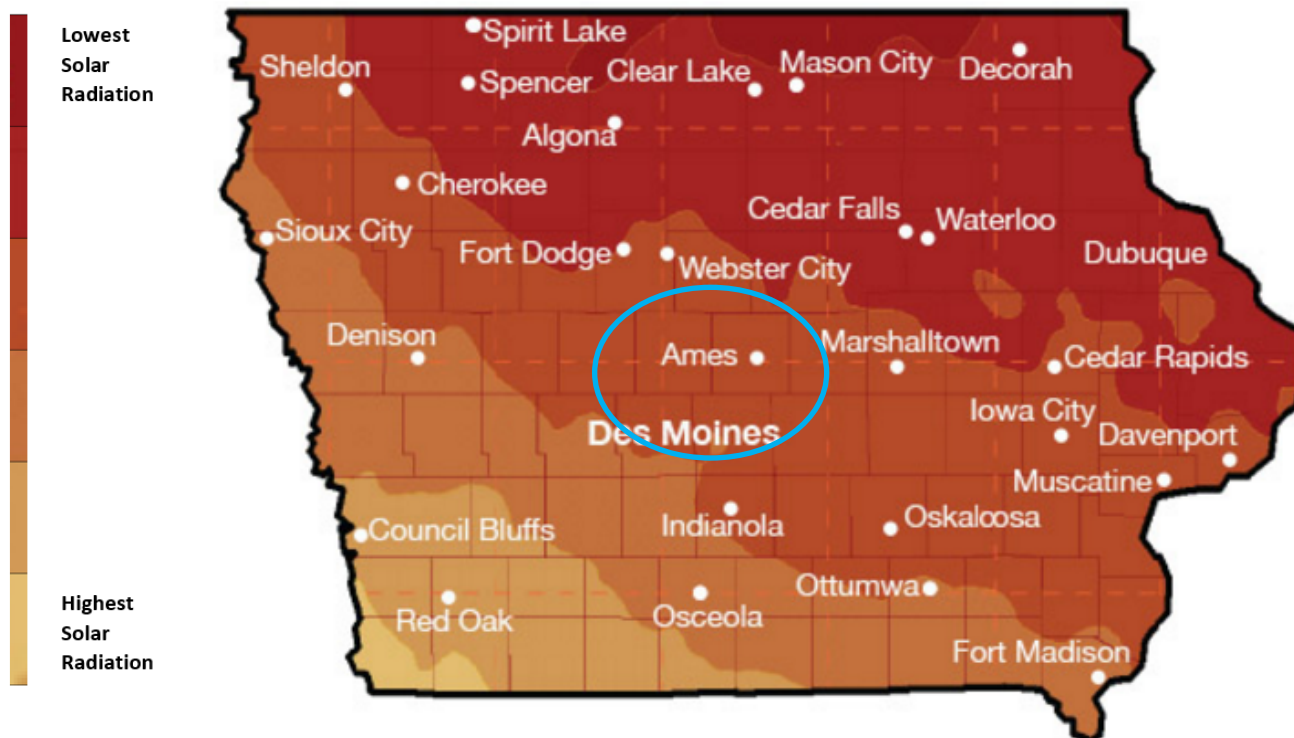 Lowest
Solar
Radiation
Spirit Lake
Sheldon
Spencer
Clear Lake
Mason City
Decorah
Algona
Cherokee
Sioux City
Cedar Falls
Waterloo
Fort Dodge
Webster City
Dubuque
Denison
Ames
Marshalltown
Cedar Rapids
Des Moines
Iowa City
Davenport
Muscatine
Council Bluffs
Indianola
Oskaloosa
Highest
Solar
Radiation
Red Oak
Osceola
Ottumwa
Fort Madison